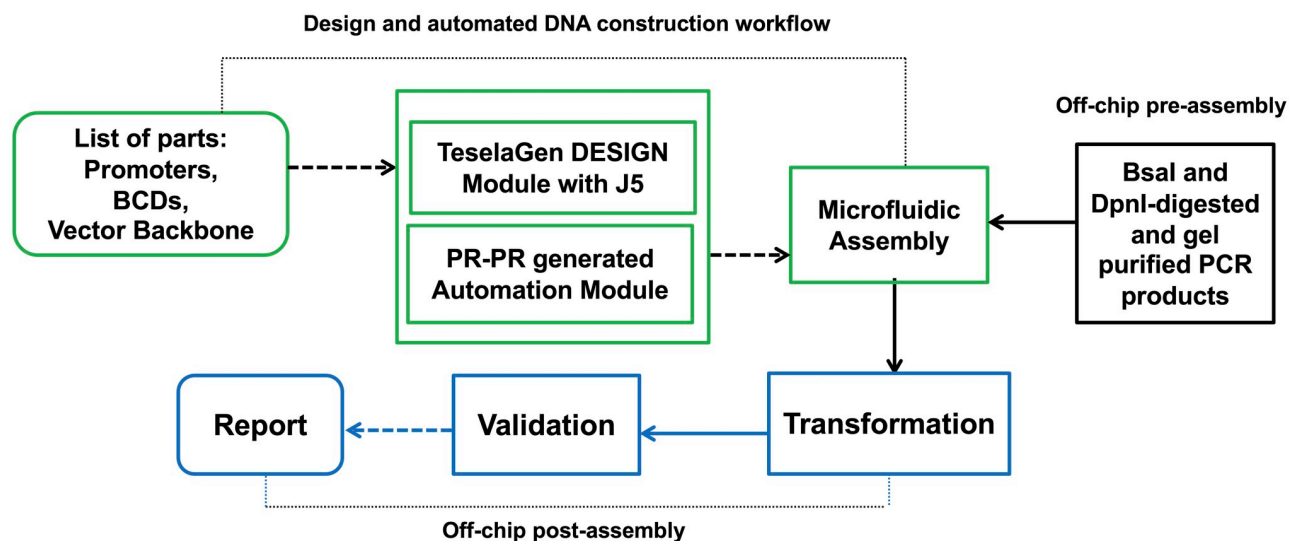 Design and automated DNA construction workflow
List of parts:
Promoters,
BCDs,
Vector Backbone
TeselaGen DESIGN
Module with J5
PR-PR generated
Automation Module
Microfluidic
Assembly
Off-chip pre-assembly
BsaI and
DpnI-digested
and gel
purified PCR
products
Transformation
Validation
Report
Off-chip post-assembly